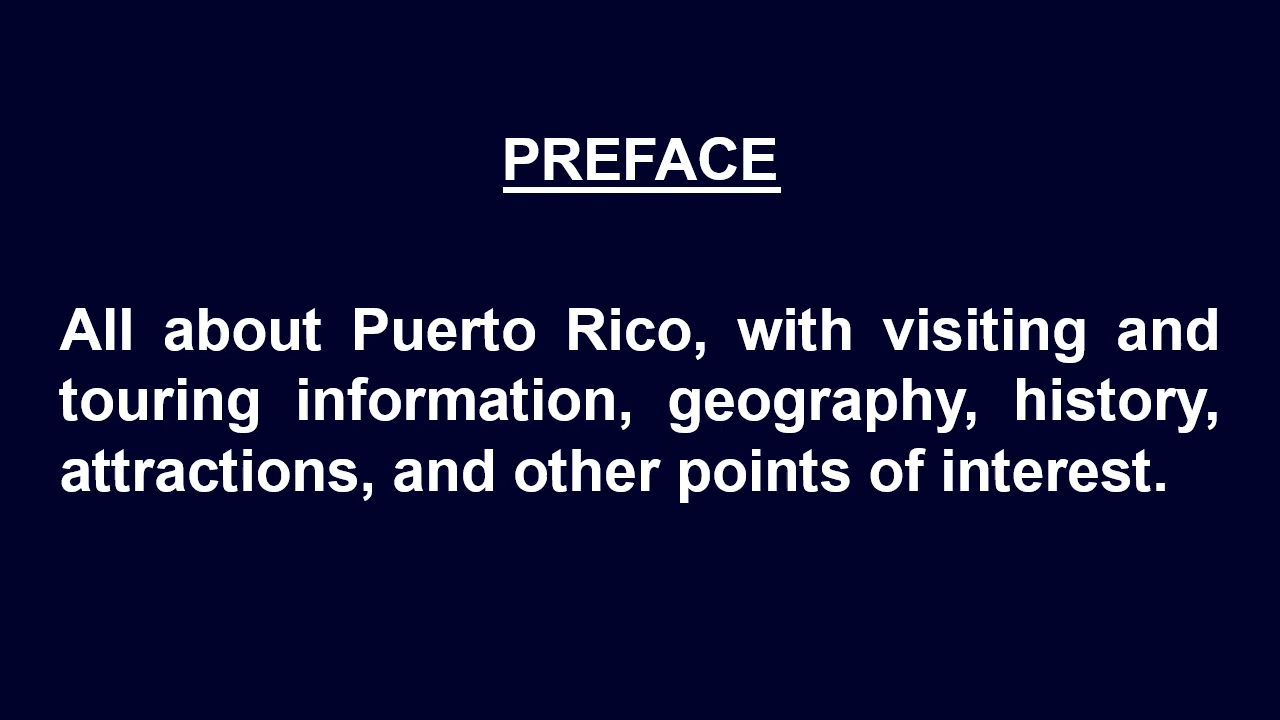 PREFACE
All about Puerto Rico, with visiting and
touring information, geography, history,
attractions, and other points of interest.